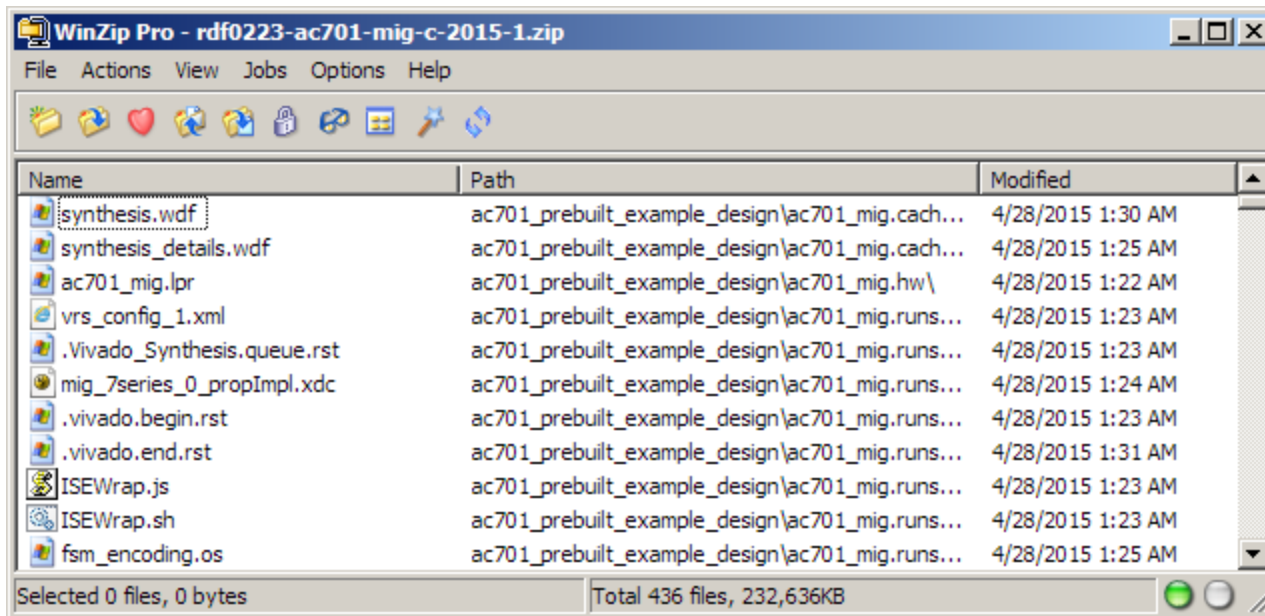 WinZip Pro - rdf0223-ac701-mig-c-2015-1.zip
File Actions View Jobs Options Help
Name Path Modified
synthesis.wdf ac701_prebuilt_example_design\ac701_mig.cach... 4/28/2015 1:30 AM
synthesis_details.wdf ac701_prebuilt_example_design\ac701_mig.cach... 4/28/2015 1:25 AM
ac701_mig.lpr ac701_prebuilt_example_design\ac701_mig.hw\ 4/28/2015 1:22 AM
vrs_config_1.xml ac701_prebuilt_example_design\ac701_mig.runs... 4/28/2015 1:23 AM
.Vivado_Synthesis.queue.rst ac701_prebuilt_example_design\ac701_mig.runs... 4/28/2015 1:23 AM
mig_7series_0_propImpl.xdc ac701_prebuilt_example_design\ac701_mig.runs... 4/28/2015 1:24 AM
.vivado.begin.rst ac701_prebuilt_example_design\ac701_mig.runs... 4/28/2015 1:23 AM
.vivado.end.rst ac701_prebuilt_example_design\ac701_mig.runs... 4/28/2015 1:31 AM
ISEWrap.js ac701_prebuilt_example_design\ac701_mig.runs... 4/28/2015 1:23 AM
ISEWrap.sh ac701_prebuilt_example_design\ac701_mig.runs... 4/28/2015 1:23 AM
fsm_encoding.os ac701_prebuilt_example_design\ac701_mig.runs... 4/28/2015 1:25 AM
Selected 0 files, 0 bytes Total 436 files, 232,636KB